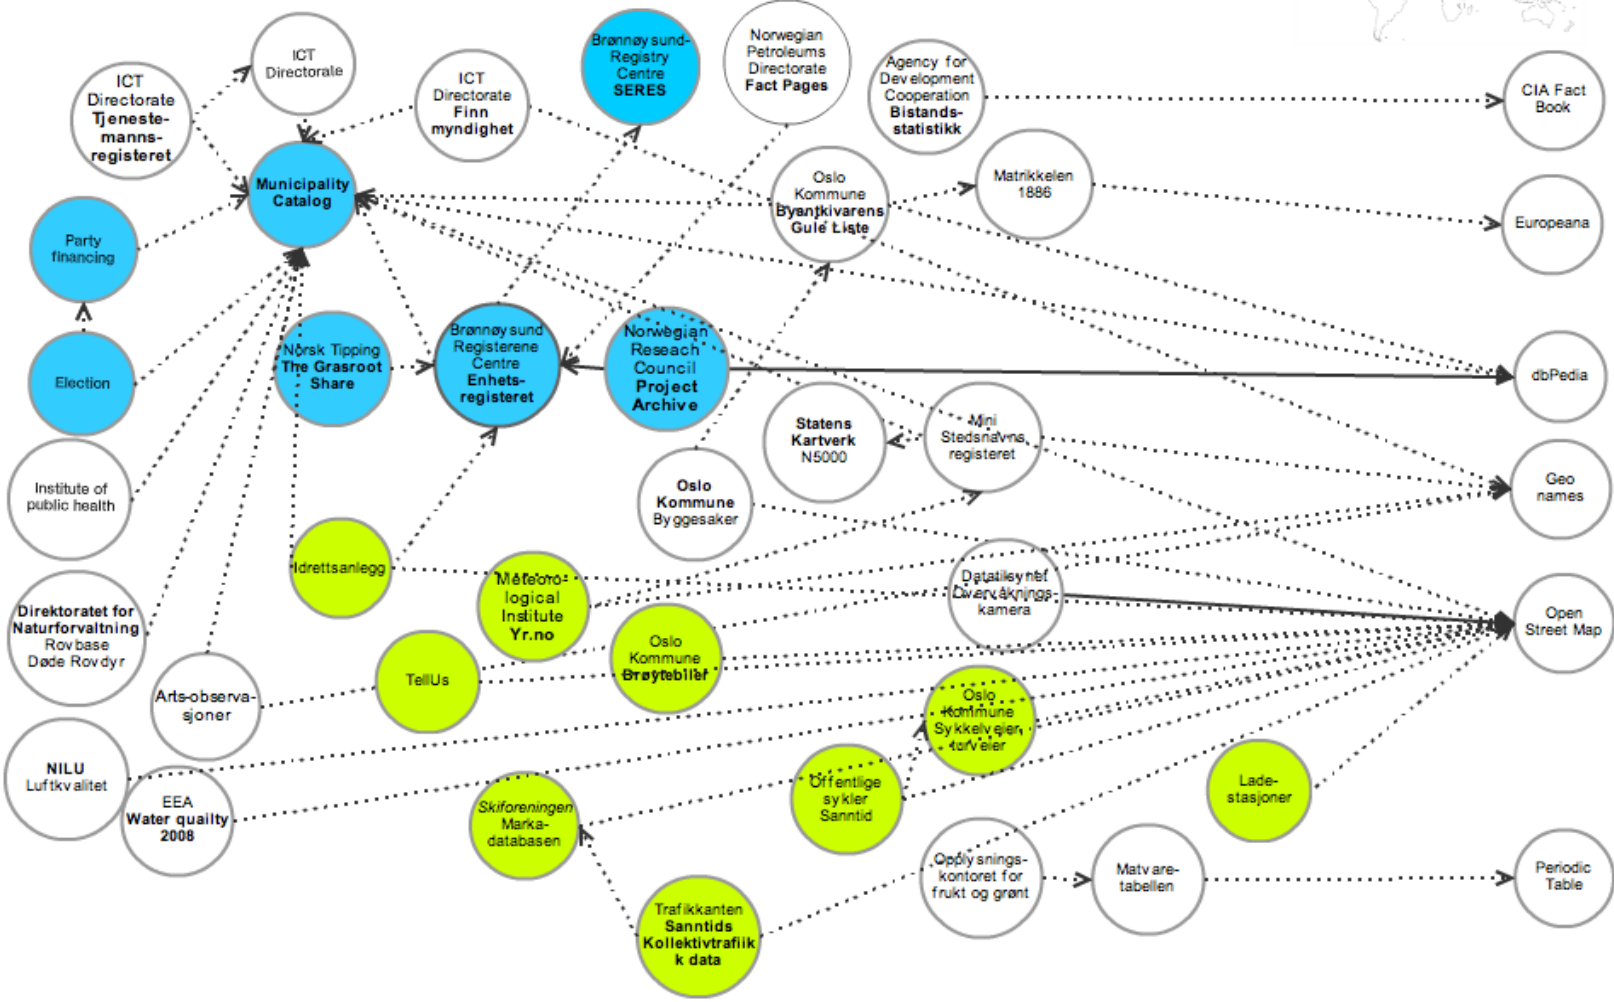 ICT
Directorale
ICT
Directorate
Tjeneste-
manns-
registeret
ICT
Directorate
Finn
myndighet
Brønnøysund-
Registry
Centre
SERES
Norwegian
Petroleums
Directorate
Fact Pages
Agency for
Development
Cooperation
Bistands-
statistikk
CIA Fact
Book
Municipality
Catalog
Oslo
Kommune
Byantkivarens
Gule Liste
Matrikkelen
1886
Europeana
Party
financing
Election
Norsk Tipping
The Grasroot
Share
Brønnøysund
Registerene
Centre
Enhets-
registeret
Norwegian
Reseach
Council
Project
Archive
dbPedia
Statens
Kartverk
N5000
Mini
Stedsnavns
registeret
Geo
names
Institute of
public health
Oslo
Kommune
Byggesaker
Idrettsanlegg
Meteoro-
logical
Institute
Yr.no
Datatilsynet
Overvåknings-
kamera
Open
Street Map
Direktoratet for
Naturforvaltning
Rovbase
Døde Rovdyr
Oslo
Kommune
Brøytebiler
TellUs
Arts-observa-
sjoner
Oslo
Kommune
Sykkelveier,
turveier
NILU
Luftkvalitet
EEA
Water quailty
2008
Skiforeningen
Marka-
databasen
Offentlige
sykler
Sanntid
Lade-
stasjoner
Opplysnings-
kontoret for
frukt og grønt
Matvare-
tabellen
Periodic
Table
Trafikkanten
Sanntids
Kollektivtrafiik
k data